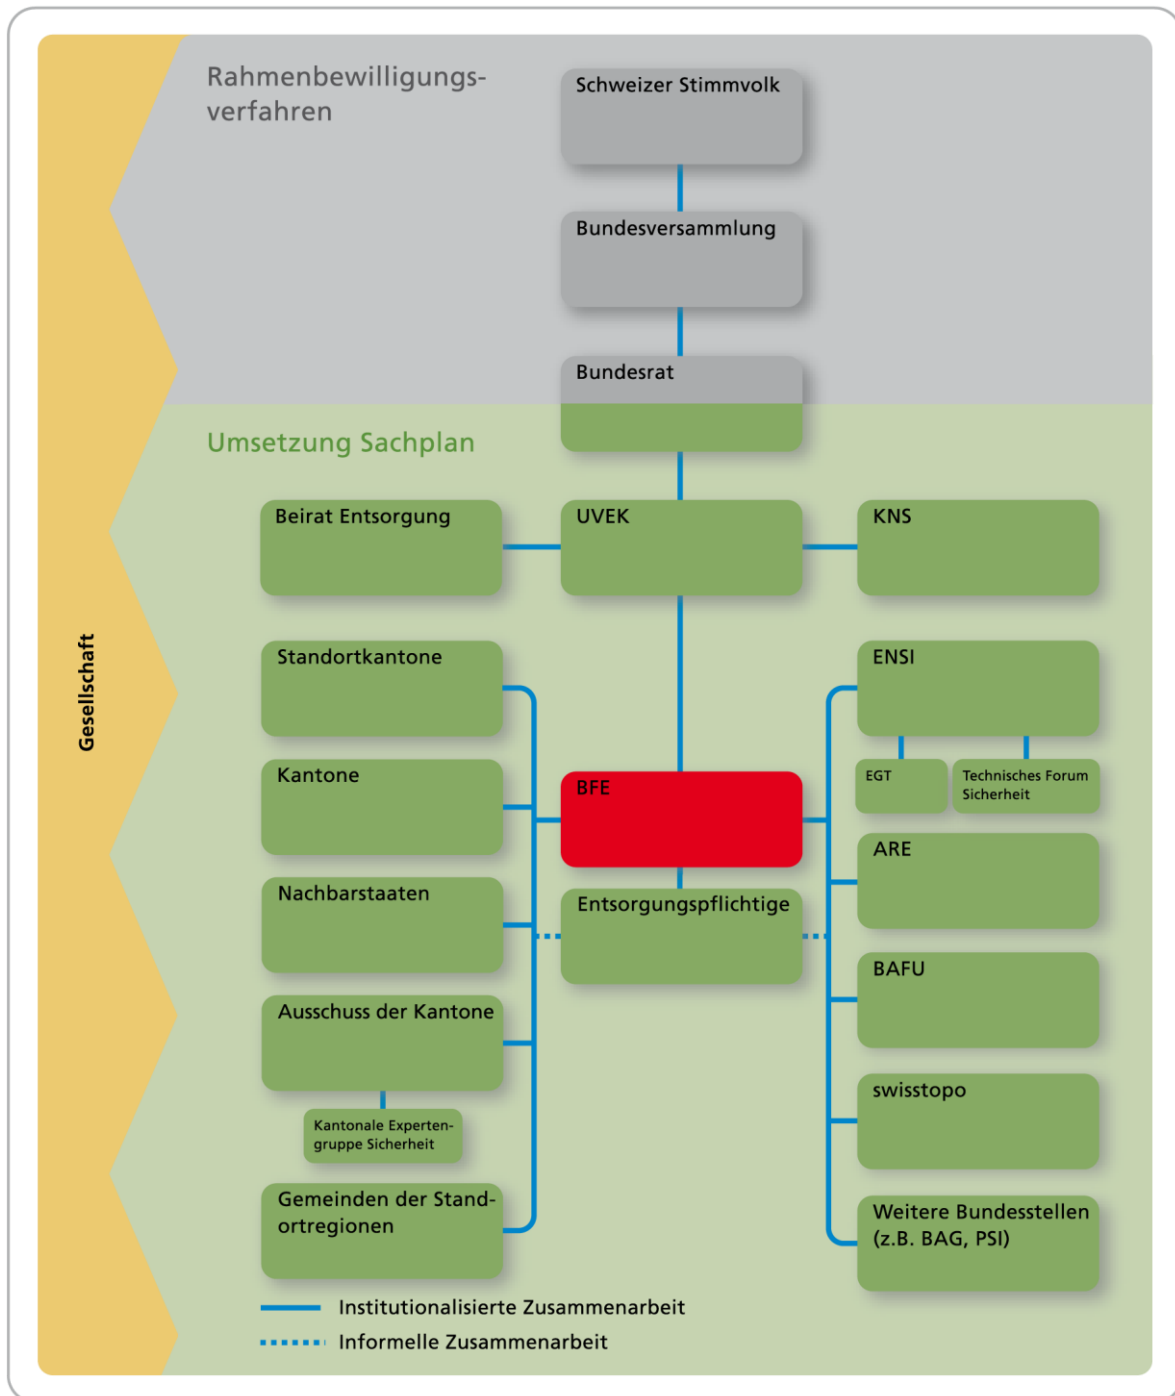 Rahmenbewilligungs-
verfahren
Schweizer Stimmvolk
Bundesversammlung
Bundesrat
Umsetzung Sachplan
Beirat Entsorgung
UVEK
KNS
Gesellschaft
Standortkantone
ENSI
Kantone
BFE
EGT
Technisches Forum
Sicherheit
ARE
Nachbarstaaten
Entsorgungspflichtige
BAFU
Ausschuss der Kantone
Kantonale Experten-
gruppe Sicherheit
swisstopo
Gemeinden der Stand-
ortregionen
Weitere Bundesstellen
(z.B. BAG, PSI)
Institutionalisierte Zusammenarbeit
Informelle Zusammenarbeit